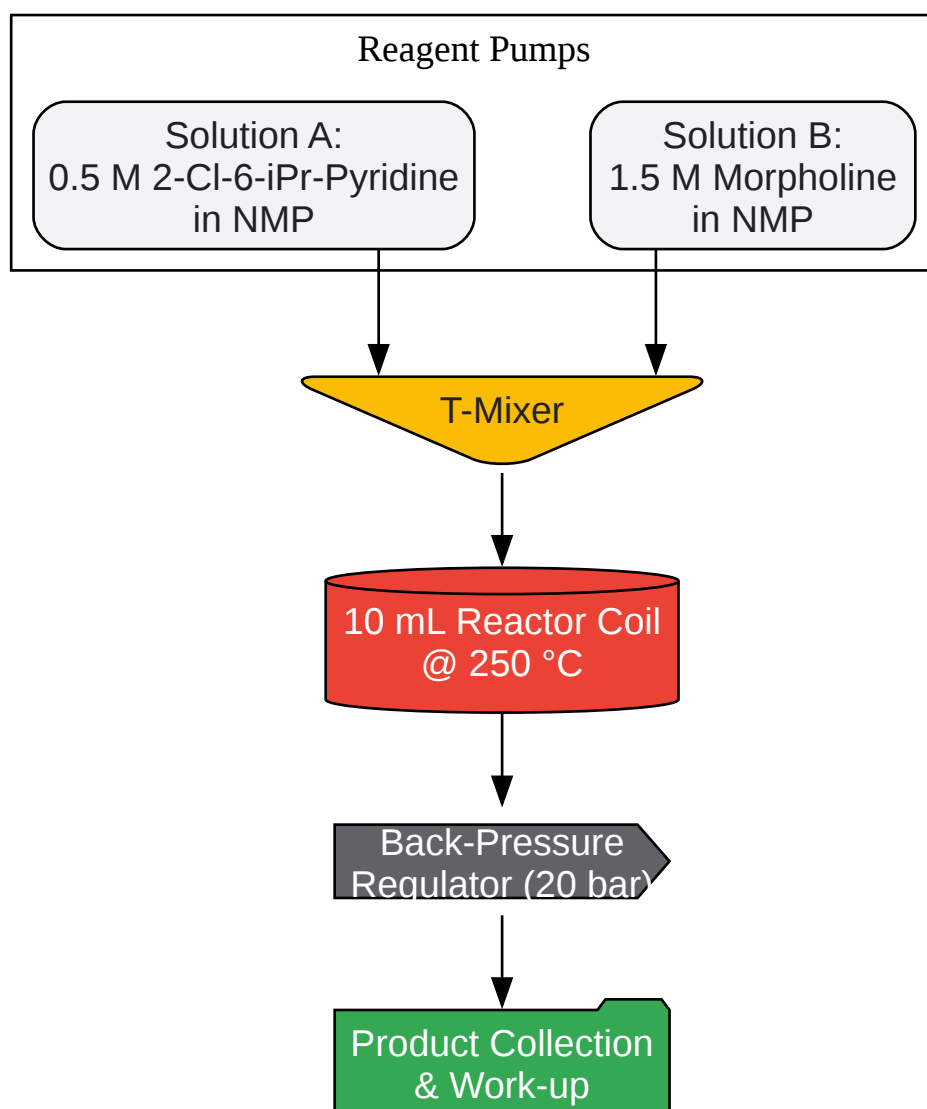 Reagent Pumps
Solution A:
0.5 M 2-Cl-6-iPr-Pyridine
in NMP
Solution B:
1.5 M Morpholine
in NMP
T-Mixer
10 mL Reactor Coil
@ 250 °C
Back-Pressure
Regulator (20 bar)
Product Collection
& Work-up